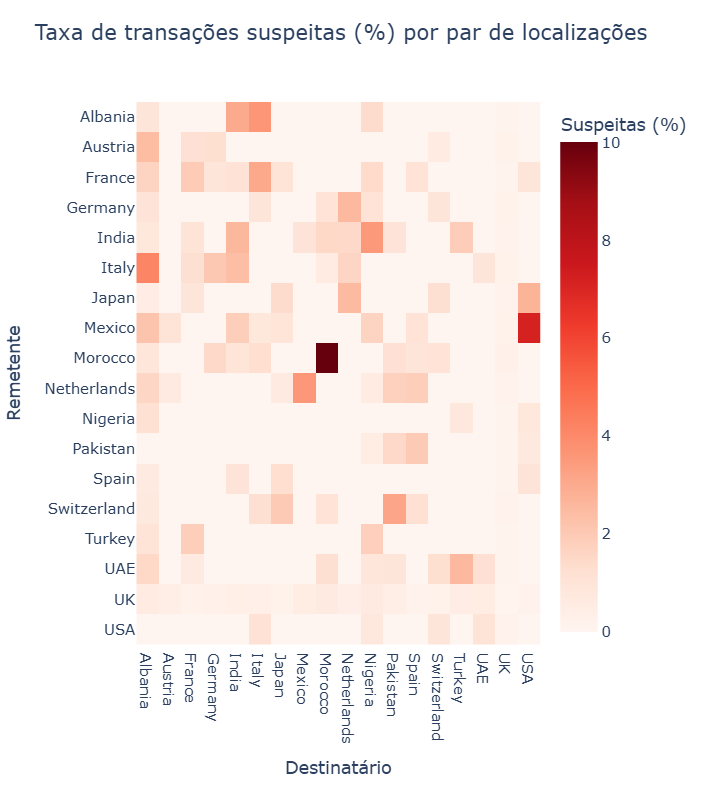 Taxa de transações suspeitas (%) por par de localizações
Suspeitas (%)
10
8
6
4
2
0
Remetente
Albania
Austria
France
Germany
India
Italy
Japan
Mexico
Morocco
Netherlands
Nigeria
Pakistan
Spain
Switzerland
Turkey
UAE
UK
USA
Albania
Austria
France
Germany
India
Italy
Japan
Mexico
Morocco
Netherlands
Nigeria
Pakistan
Spain
Switzerland
Turkey
UAE
UK
USA
Destinatário